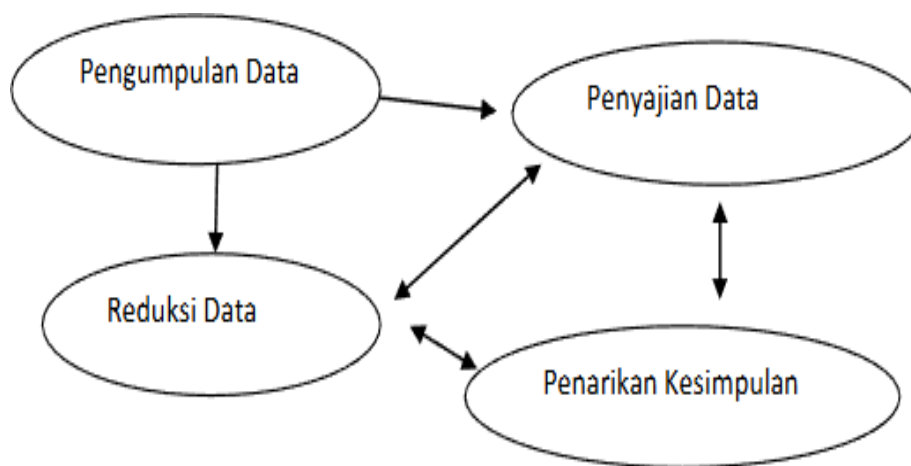 Pengumpulan Data
Penyajian Data
Reduksi Data
Penarikan Kesimpulan